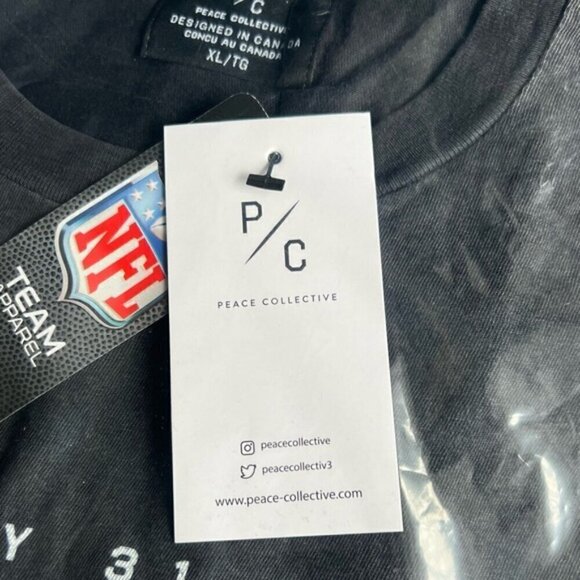 /C
PEACE COLLECTIVE
DESIGNED IN CANADA
CONCU AU CANADA
XL/TG
NFL
TEAM
APPAREL
P/C
PEACE COLLECTIVE
peacecollective
peacecollectiv3
www.peace-collective.com
Y 31